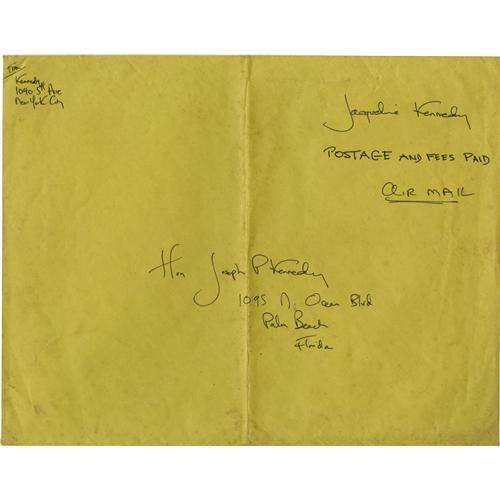 Kennedy
1040 5th Ave
New York City
Jacqueline Kennedy
POSTAGE AND FEES PAID
AIR MAIL
Hon Joseph P Kennedy
1095 N. Ocean Blvd
Palm Beach
Florida